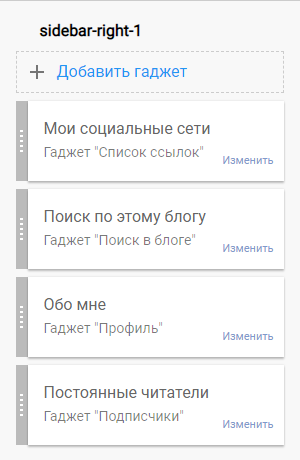 sidebar-right-1
+ Добавить гаджет
Мои социальные сети
Гаджет "Список ссылок"
Изменить
Поиск по этому блогу
Гаджет "Поиск в блоге"
Изменить
Обо мне
Гаджет "Профиль"
Изменить
Постоянные читатели
Гаджет "Подписчики"
Изменить